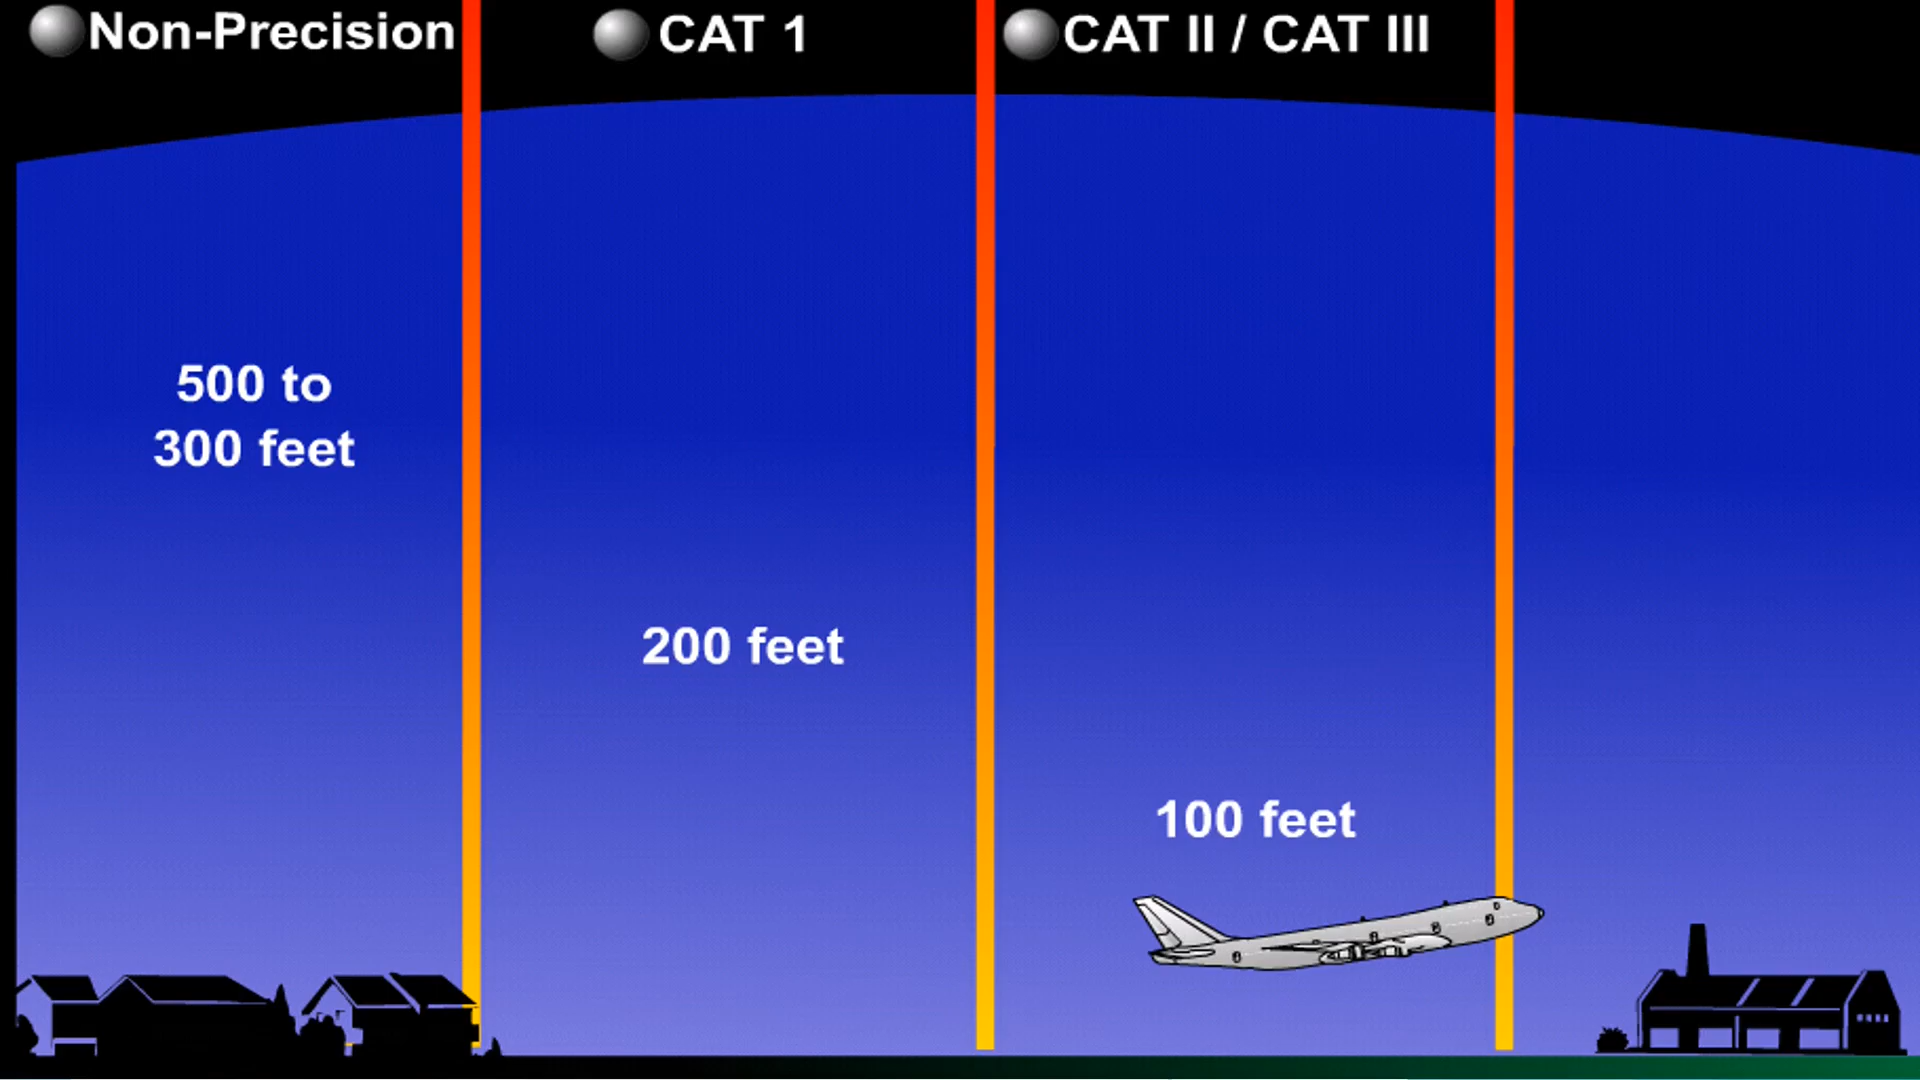 Non-Precision
CAT 1
CAT II / CAT III
500 to
300 feet
200 feet
100 feet